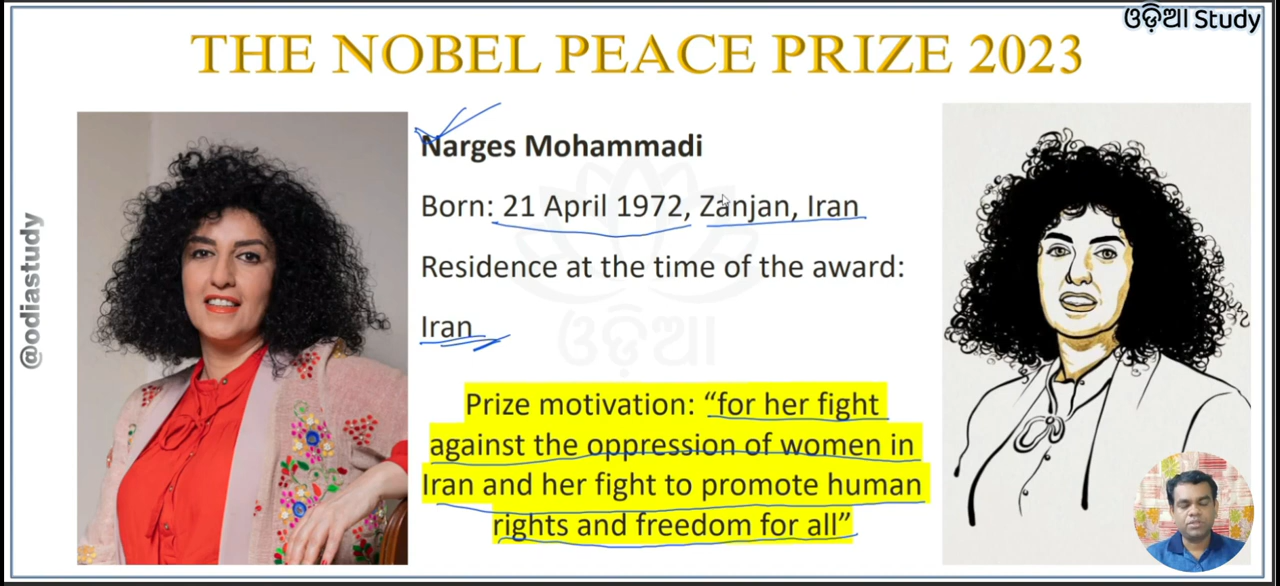 ଓଡ଼ିଆ Study
THE NOBEL PEACE PRIZE 2023
@odiastudy
Narges Mohammadi
Born: 21 April 1972, Zanjan, Iran
Residence at the time of the award:
Iran
ଓଡ଼ିଆ
Prize motivation: “for her fight
against the oppression of women in
Iran and her fight to promote human
rights and freedom for all”